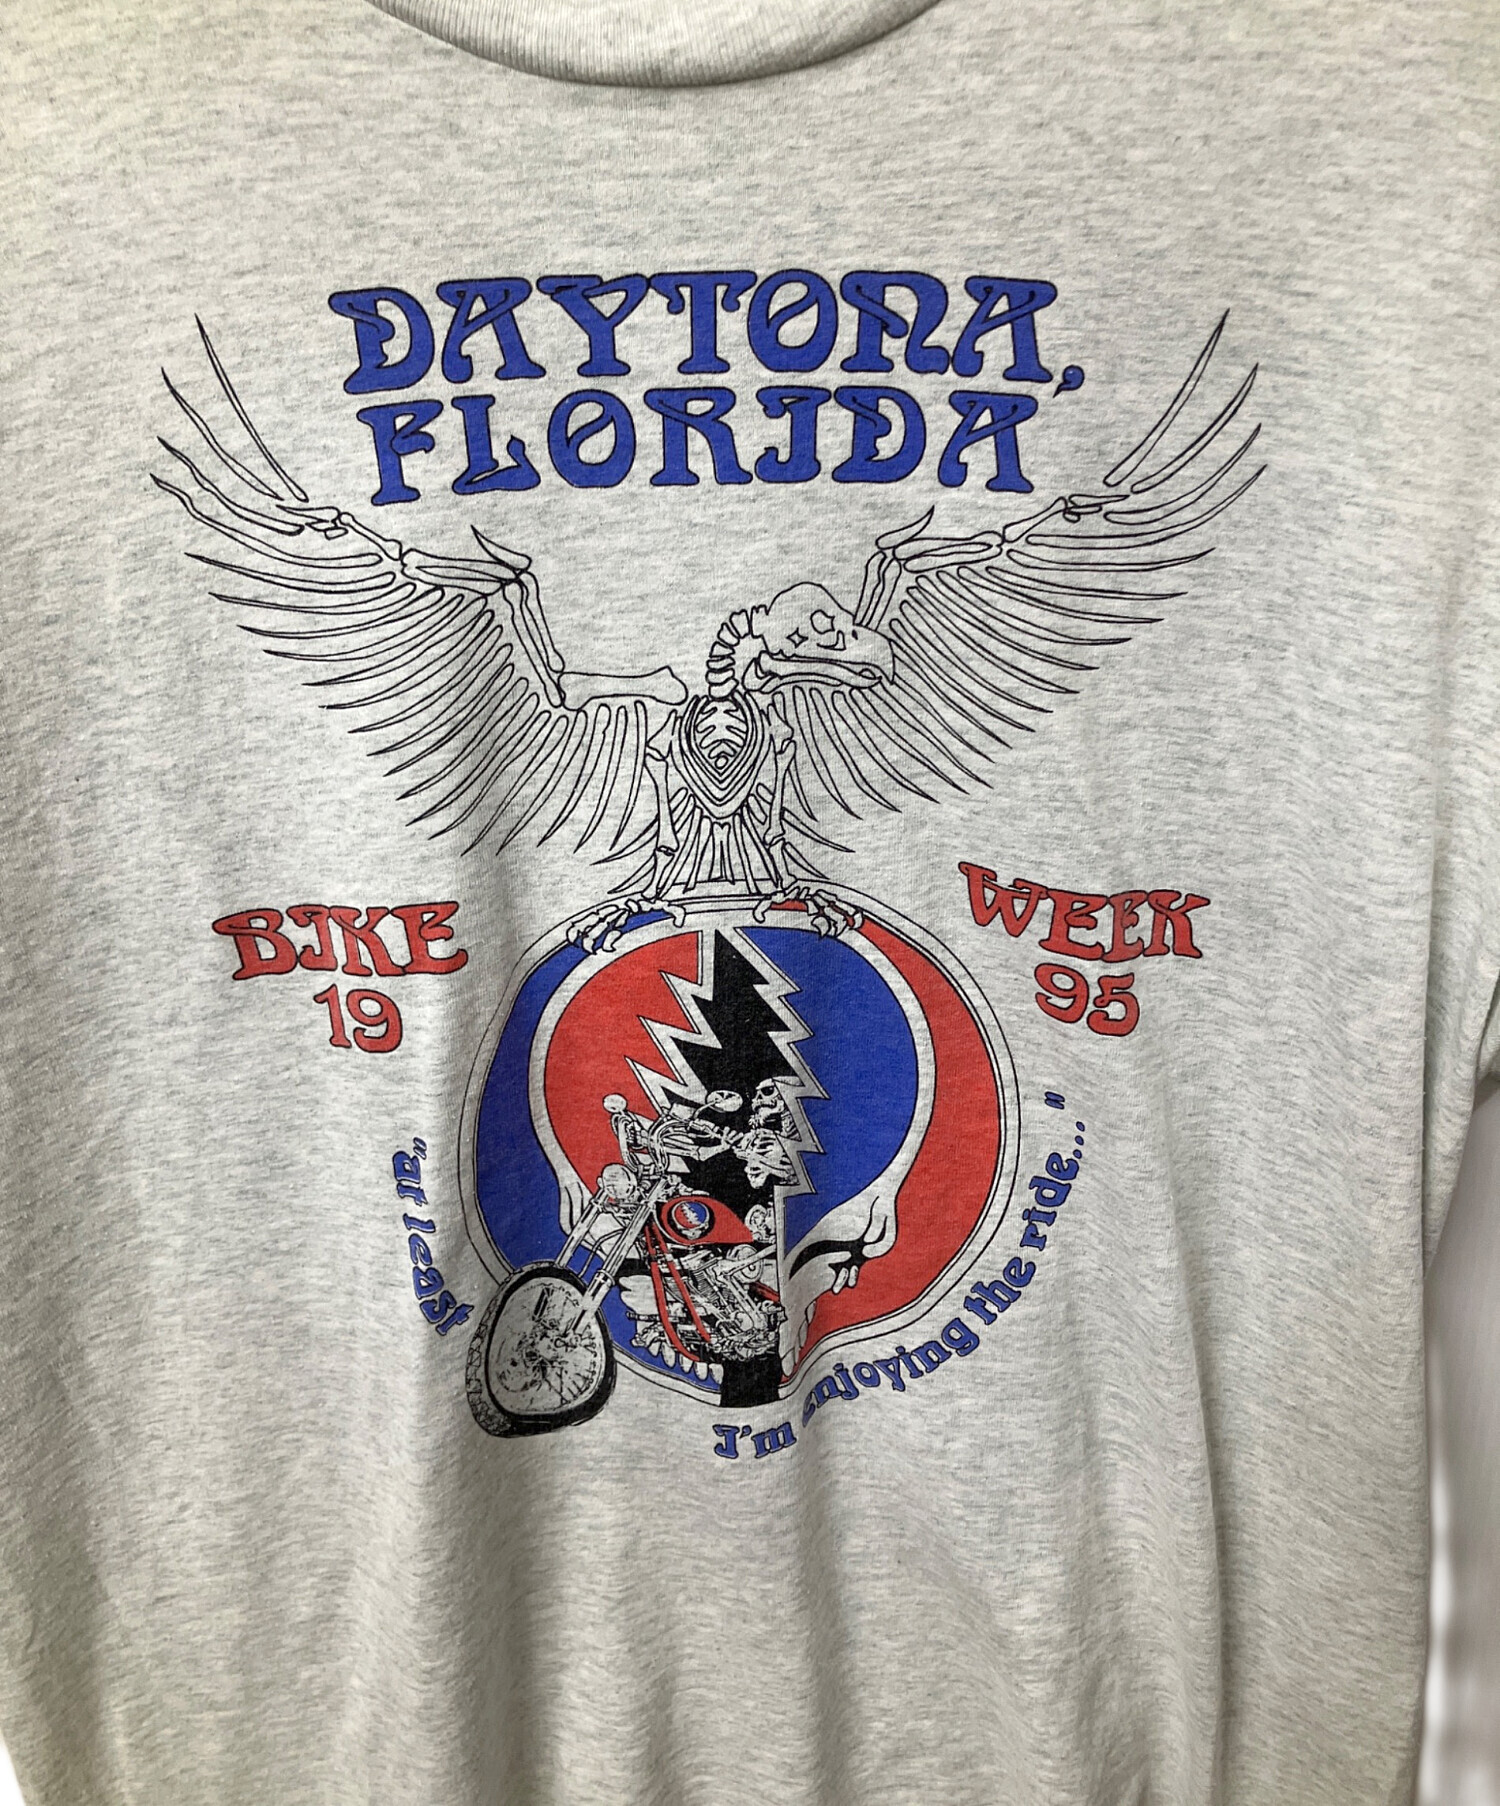 DAYTONA,
FLORIDA
BIKE
19
WEEK
95
"at least
I'm enjoying the ride..."